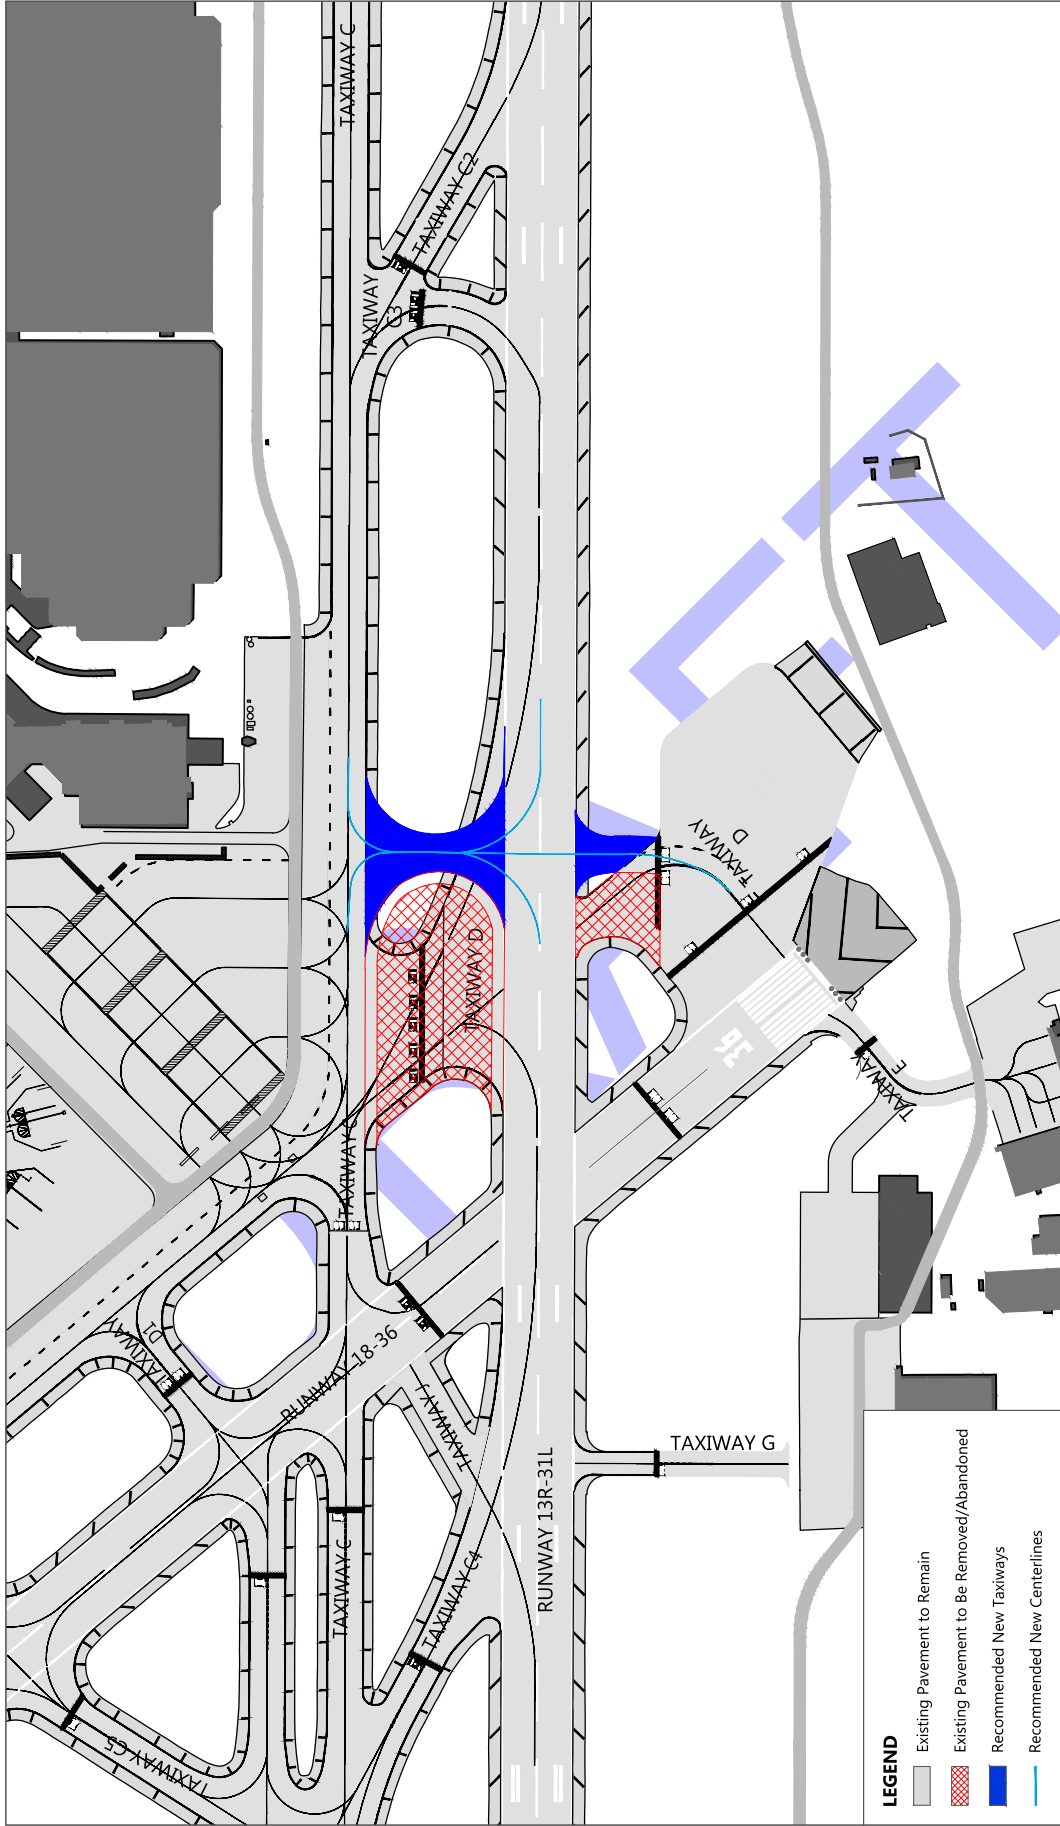 TAXIWAY C
TAXIWAY C2
TAXIWAY
C3
TAXIWAY D
TAXIWAY
D
36
TAXIWAY
E
TAXIWAY C
TAXIWAY
D1
RUNWAY 18-36
TAXIWAY J
TAXIWAY G
RUNWAY 13R-31L
TAXIWAY C
TAXIWAY C4
TAXIWAY C5
LEGEND
Existing Pavement to Remain
Existing Pavement to Be Removed/Abandoned
Recommended New Taxiways
Recommended New Centerlines